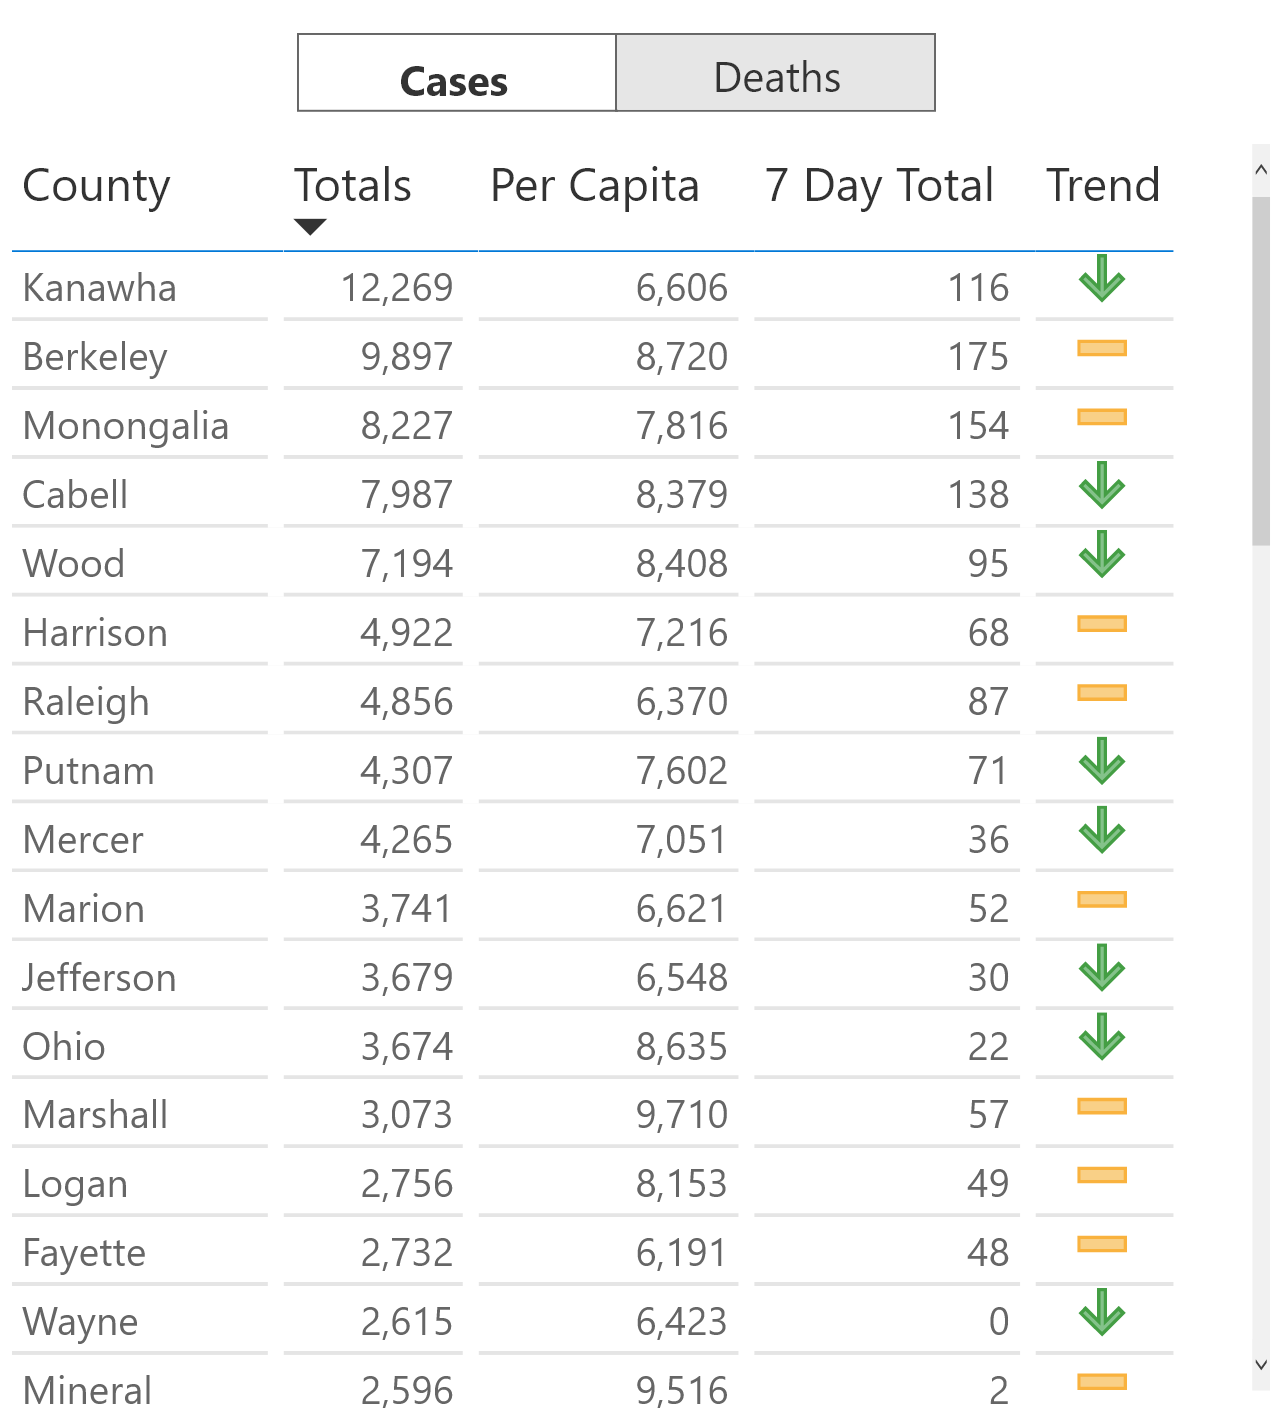 Cases Deaths
County Totals Per Capita 7 Day Total Trend
Kanawha 12,269 6,606 116
Berkeley 9,897 8,720 175
Monongalia 8,227 7,816 154
Cabell 7,987 8,379 138
Wood 7,194 8,408 95
Harrison 4,922 7,216 68
Raleigh 4,856 6,370 87
Putnam 4,307 7,602 71
Mercer 4,265 7,051 36
Marion 3,741 6,621 52
Jefferson 3,679 6,548 30
Ohio 3,674 8,635 22
Marshall 3,073 9,710 57
Logan 2,756 8,153 49
Fayette 2,732 6,191 48
Wayne 2,615 6,423 0
Mineral 2,596 9,516 2